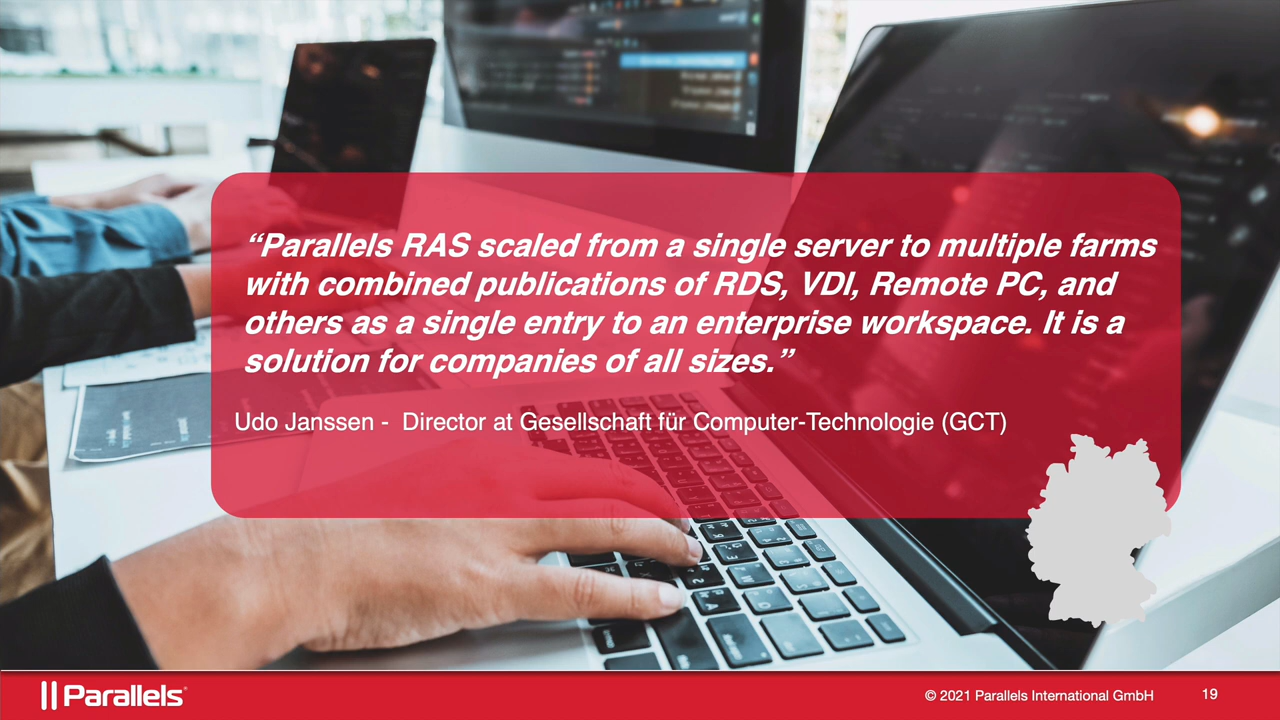 “Parallels RAS scaled from a single server to multiple farms
with combined publications of RDS, VDI, Remote PC, and
others as a single entry to an enterprise workspace. It is a
solution for companies of all sizes.”
Udo Janssen -  Director at Gesellschaft für Computer-Technologie (GCT)
Parallels®
© 2021 Parallels International GmbH
19